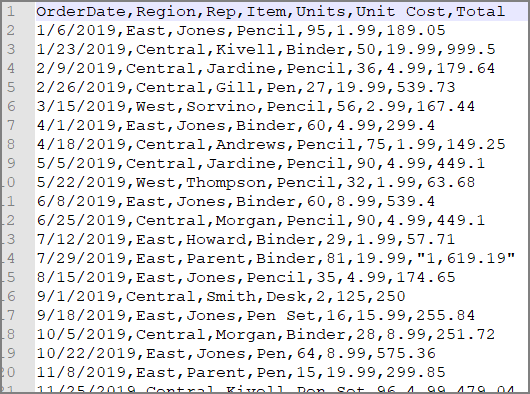 1 OrderDate,Region,Rep,Item,Units,Unit Cost,Total
2 1/6/2019,East,Jones,Pencil,95,1.99,189.05
3 1/23/2019,Central,Kivell,Binder,50,19.99,999.5
4 2/9/2019,Central,Jardine,Pencil,36,4.99,179.64
5 2/26/2019,Central,Gill,Pen,27,19.99,539.73
6 3/15/2019,West,Sorvino,Pencil,56,2.99,167.44
7 4/1/2019,East,Jones,Binder,60,4.99,299.4
8 4/18/2019,Central,Andrews,Pencil,75,1.99,149.25
9 5/5/2019,Central,Jardine,Pencil,90,4.99,449.1
10 5/22/2019,West,Thompson,Pencil,32,1.99,63.68
11 6/8/2019,East,Jones,Binder,60,8.99,539.4
12 6/25/2019,Central,Morgan,Pencil,90,4.99,449.1
13 7/12/2019,East,Howard,Binder,29,1.99,57.71
14 7/29/2019,East,Parent,Binder,81,19.99,"1,619.19"
15 8/15/2019,East,Jones,Pencil,35,4.99,174.65
16 9/1/2019,Central,Smith,Desk,2,125,250
17 9/18/2019,East,Jones,Pen Set,16,15.99,255.84
18 10/5/2019,Central,Morgan,Binder,28,8.99,251.72
19 10/22/2019,East,Jones,Pen,64,8.99,575.36
20 11/8/2019,East,Parent,Pen,15,19.99,299.85
21 11/25/2019,Central,Kivell,Pen Set,96,4.99,479.04